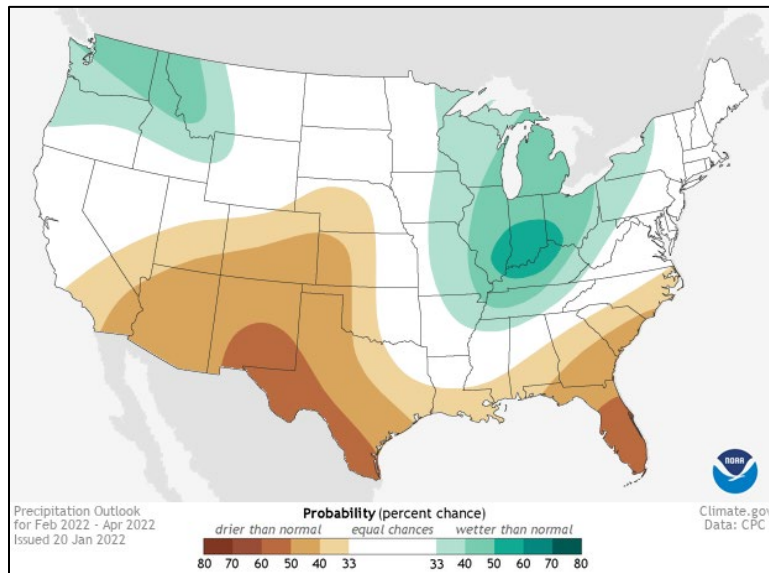 NOAA
Precipitation Outlook
for Feb 2022 - Apr 2022
Issued 20 Jan 2022
Probability (percent chance)
drier than normal equal chances wetter than normal
80 70 60 50 40 33 33 40 50 60 70 80
Climate.gov
Data: CPC